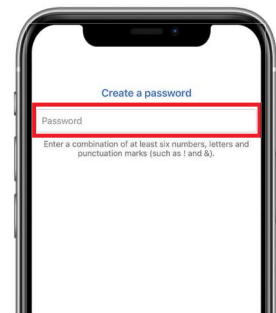 Create a password
Password
Enter a combination of at least six numbers, letters and
punctuation marks (such as ! and &).